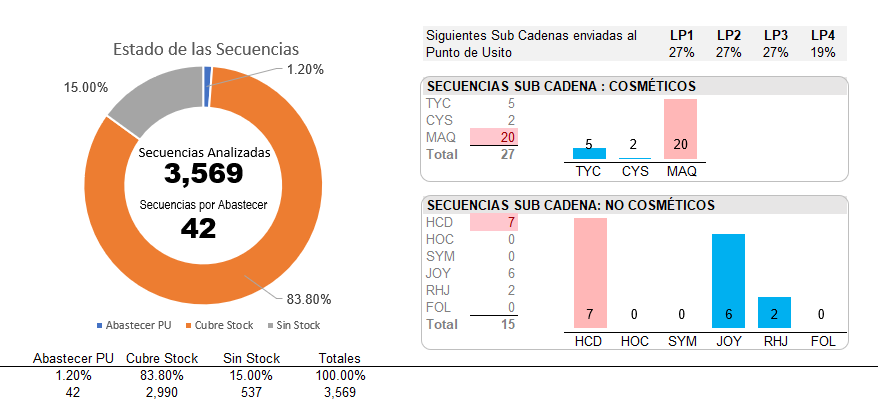 Estado de las Secuencias
1.20%
15.00%
Secuencias Analizadas
3,569
Secuencias por Abastecer
42
83.80%
Abastecer PU Cubre Stock Sin Stock
Abastecer PU Cubre Stock Sin Stock Totales
1.20% 83.80% 15.00% 100.00%
42 2,990 537 3,569
Siguientes Sub Cadenas enviadas al LP1 LP2 LP3 LP4
Punto de Usito 27% 27% 27% 19%
SECUENCIAS SUB CADENA : COSMÉTICOS
TYC 5
CYS 2
MAQ 20
Total 27
5 2 20
TYC CYS MAQ
SECUENCIAS SUB CADENA: NO COSMÉTICOS
HCD 7
HOC 0
SYM 0
JOY 6
RHJ 2
FOL 0
Total 15
7 0 0 6 2 0
HCD HOC SYM JOY RHJ FOL